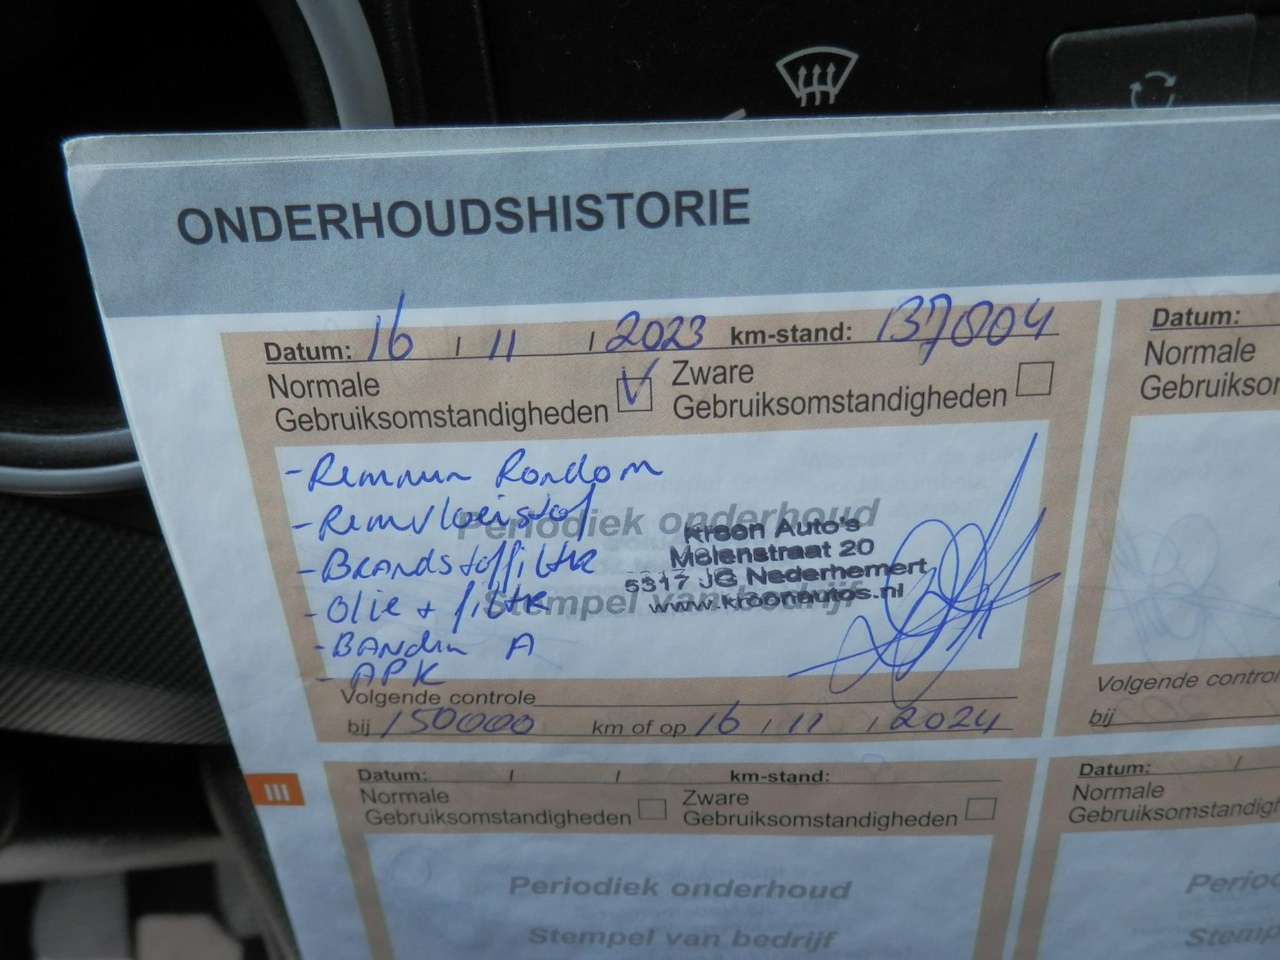 ONDERHOUDSHISTORIE
Datum: 16 / 11 / 2023 km-stand: 137804
Normale
Gebruiksomstandigheden V
Zware
Gebruiksomstandigheden
- Remmen Rondom
- Remvloeistof
- Brandstoffilter
- Olie + filter
- Banden A
- APK
Periodiek onderhoud
Stempel van bedrijf
Kroon Auto's
Molenstraat 20
5317 JG Nederhemert
www.kroonautos.nl
Volgende controle
bij 150000 km of op 16 / 11 / 2024
Datum:
Normale
Gebruiksom
Volgende control
bij
III
Datum: / / km-stand:
Normale
Gebruiksomstandigheden
Zware
Gebruiksomstandigheden
Periodiek onderhoud
Stempel van bedrijf
Datum: /
Normale
Gebruiksomstandigh
Period
Stemp